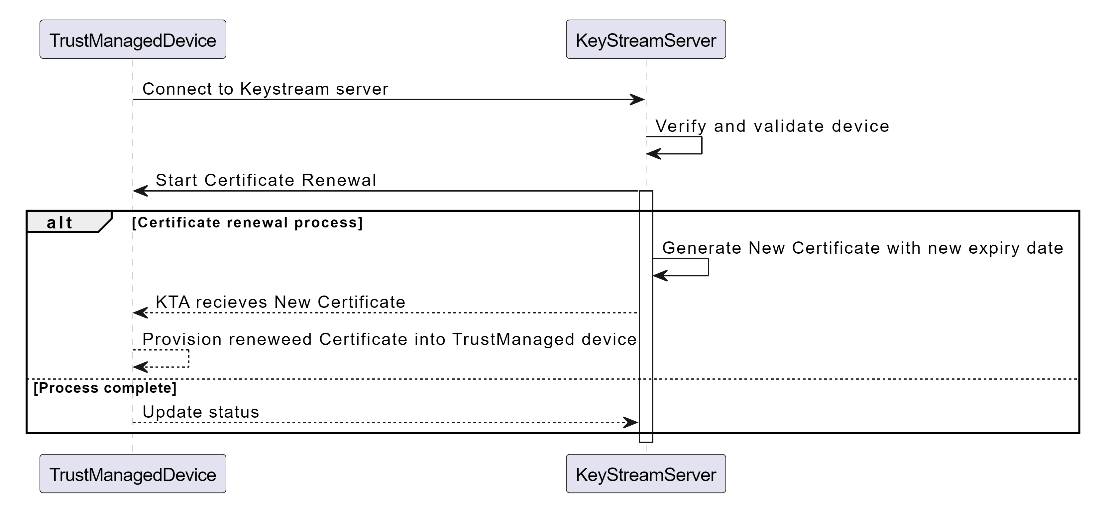 TrustManagedDevice
KeyStreamServer
Connect to Keystream server
Verify and validate device
Start Certificate Renewal
alt
[Certificate renewal process]
Generate New Certificate with new expiry date
KTA recieves New Certificate
Provision reneweed Certificate into TrustManaged device
[Process complete]
Update status
TrustManagedDevice
KeyStreamServer